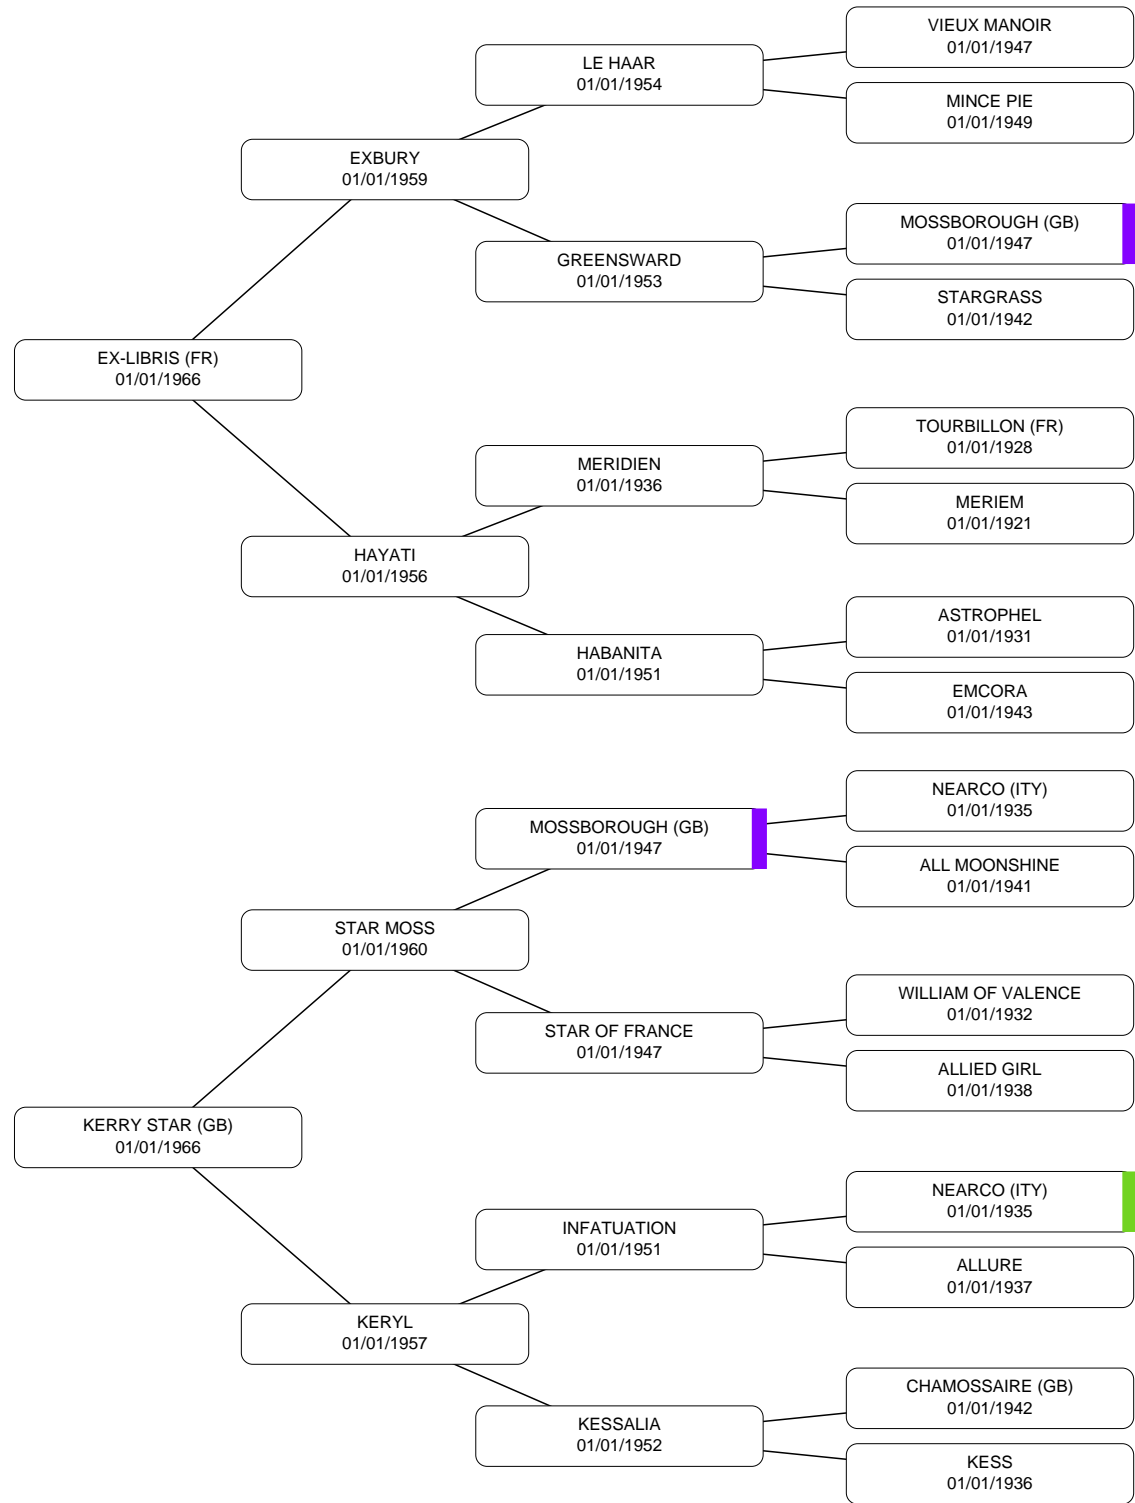 VIEUX MANOIR
01/01/1947
LE HAAR
01/01/1954
MINCE PIE
01/01/1949
EXBURY
01/01/1959
MOSSBOROUGH (GB)
01/01/1947
GREENSWARD
01/01/1953
STARGRASS
01/01/1942
EX-LIBRIS (FR)
01/01/1966
TOURBILLON (FR)
01/01/1928
MERIDIEN
01/01/1936
MERIEM
01/01/1921
HAYATI
01/01/1956
ASTROPHEL
01/01/1931
HABANITA
01/01/1951
EMCORA
01/01/1943
NEARCO (ITY)
01/01/1935
MOSSBOROUGH (GB)
01/01/1947
ALL MOONSHINE
01/01/1941
STAR MOSS
01/01/1960
WILLIAM OF VALENCE
01/01/1932
STAR OF FRANCE
01/01/1947
ALLIED GIRL
01/01/1938
KERRY STAR (GB)
01/01/1966
NEARCO (ITY)
01/01/1935
INFATUATION
01/01/1951
ALLURE
01/01/1937
KERYL
01/01/1957
CHAMOSSAIRE (GB)
01/01/1942
KESSALIA
01/01/1952
KESS
01/01/1936